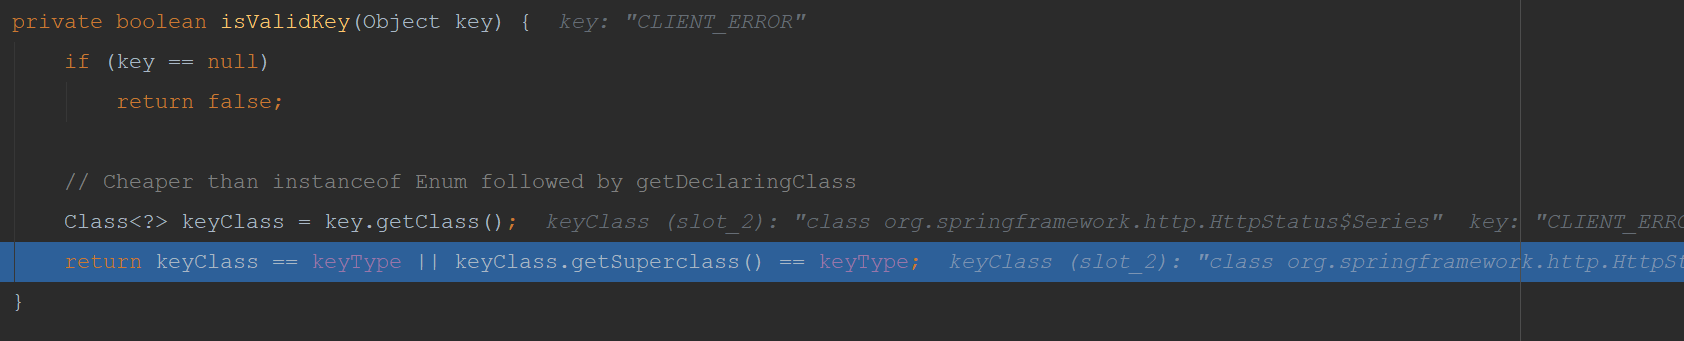 private boolean isValidKey(Object key) {  key: "CLIENT_ERROR"
    if (key == null)
        return false;

    // Cheaper than instanceof Enum followed by getDeclaringClass
    Class<?> keyClass = key.getClass();  keyClass (slot_2): "class org.springframework.http.HttpStatus$Series"  key: "CLIENT_ERRO
    return keyClass == keyType || keyClass.getSuperclass() == keyType;  keyClass (slot_2): "class org.springframework.http.HttpSt
}